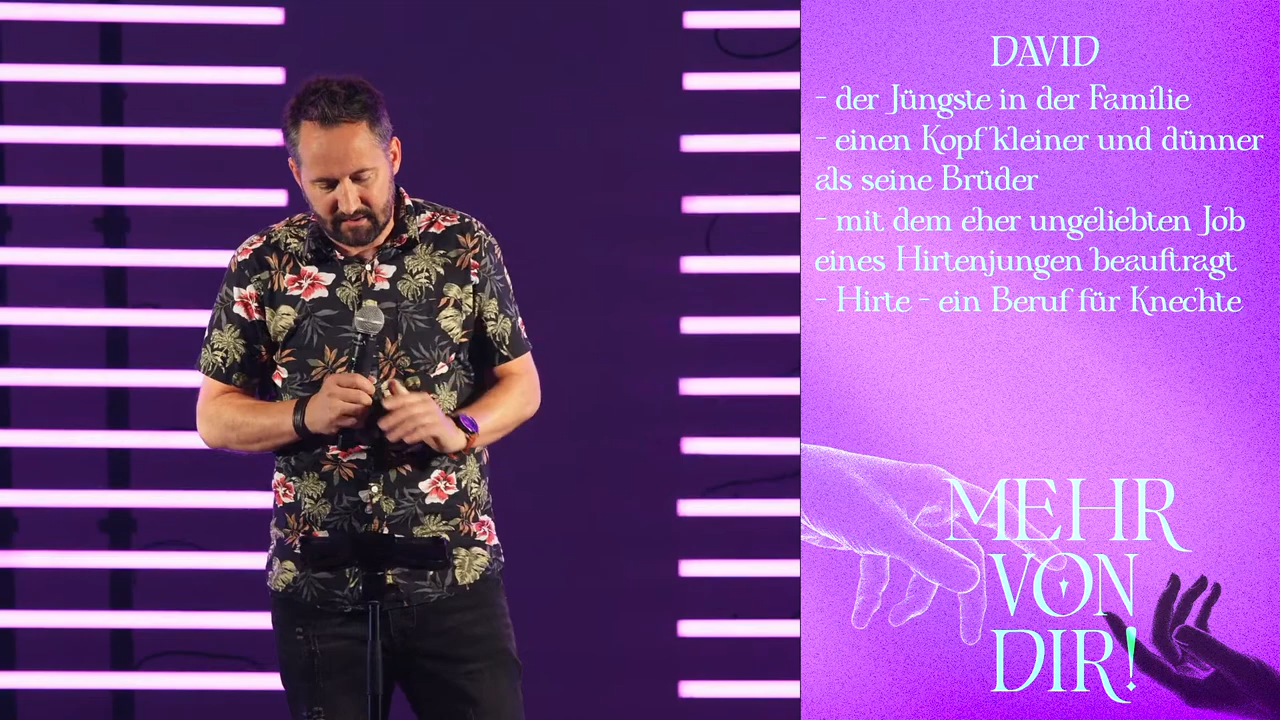 DAVID
- der Jüngste in der Familie
- einen Kopf kleiner und dünner
als seine Brüder
- mit dem eher ungeliebten Job
eines Hirtenjungen beauftragt
- Hirte - ein Beruf für Knechte
MEHR
VON
DIR!